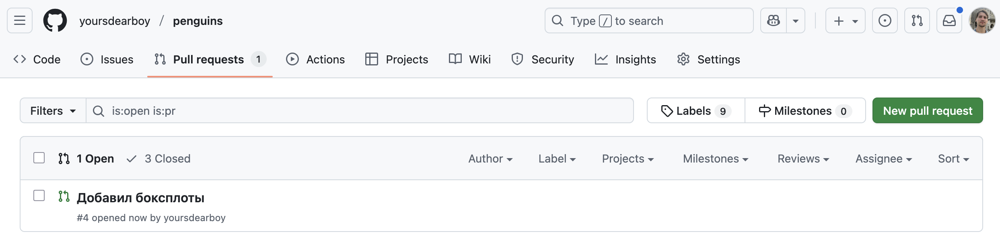 yoursdearboy / penguins
Type / to search
Code
Issues
Pull requests 1
Actions
Projects
Wiki
Security
Insights
Settings
Filters
is:open is:pr
Labels 9
Milestones 0
New pull request
1 Open
3 Closed
Author
Label
Projects
Milestones
Reviews
Assignee
Sort
Добавил боксплоты
#4 opened now by yoursdearboy